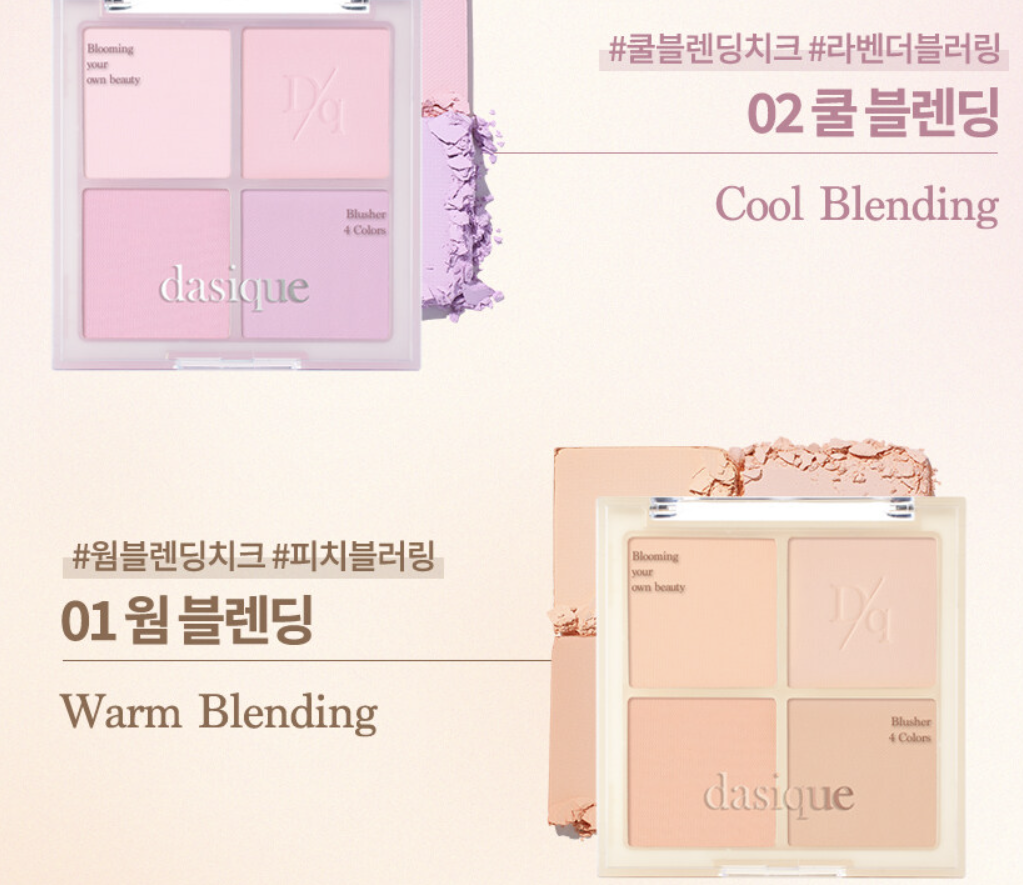 Blooming
your
own beauty
D/q
Blusher
4 Colors
dasique
#쿨블렌딩치크 #라벤더블러링
02 쿨 블렌딩
Cool Blending
#웜블렌딩치크 #피치블러링
01 웜 블렌딩
Warm Blending
Blooming
your
own beauty
D/q
Blusher
4 Colors
dasique